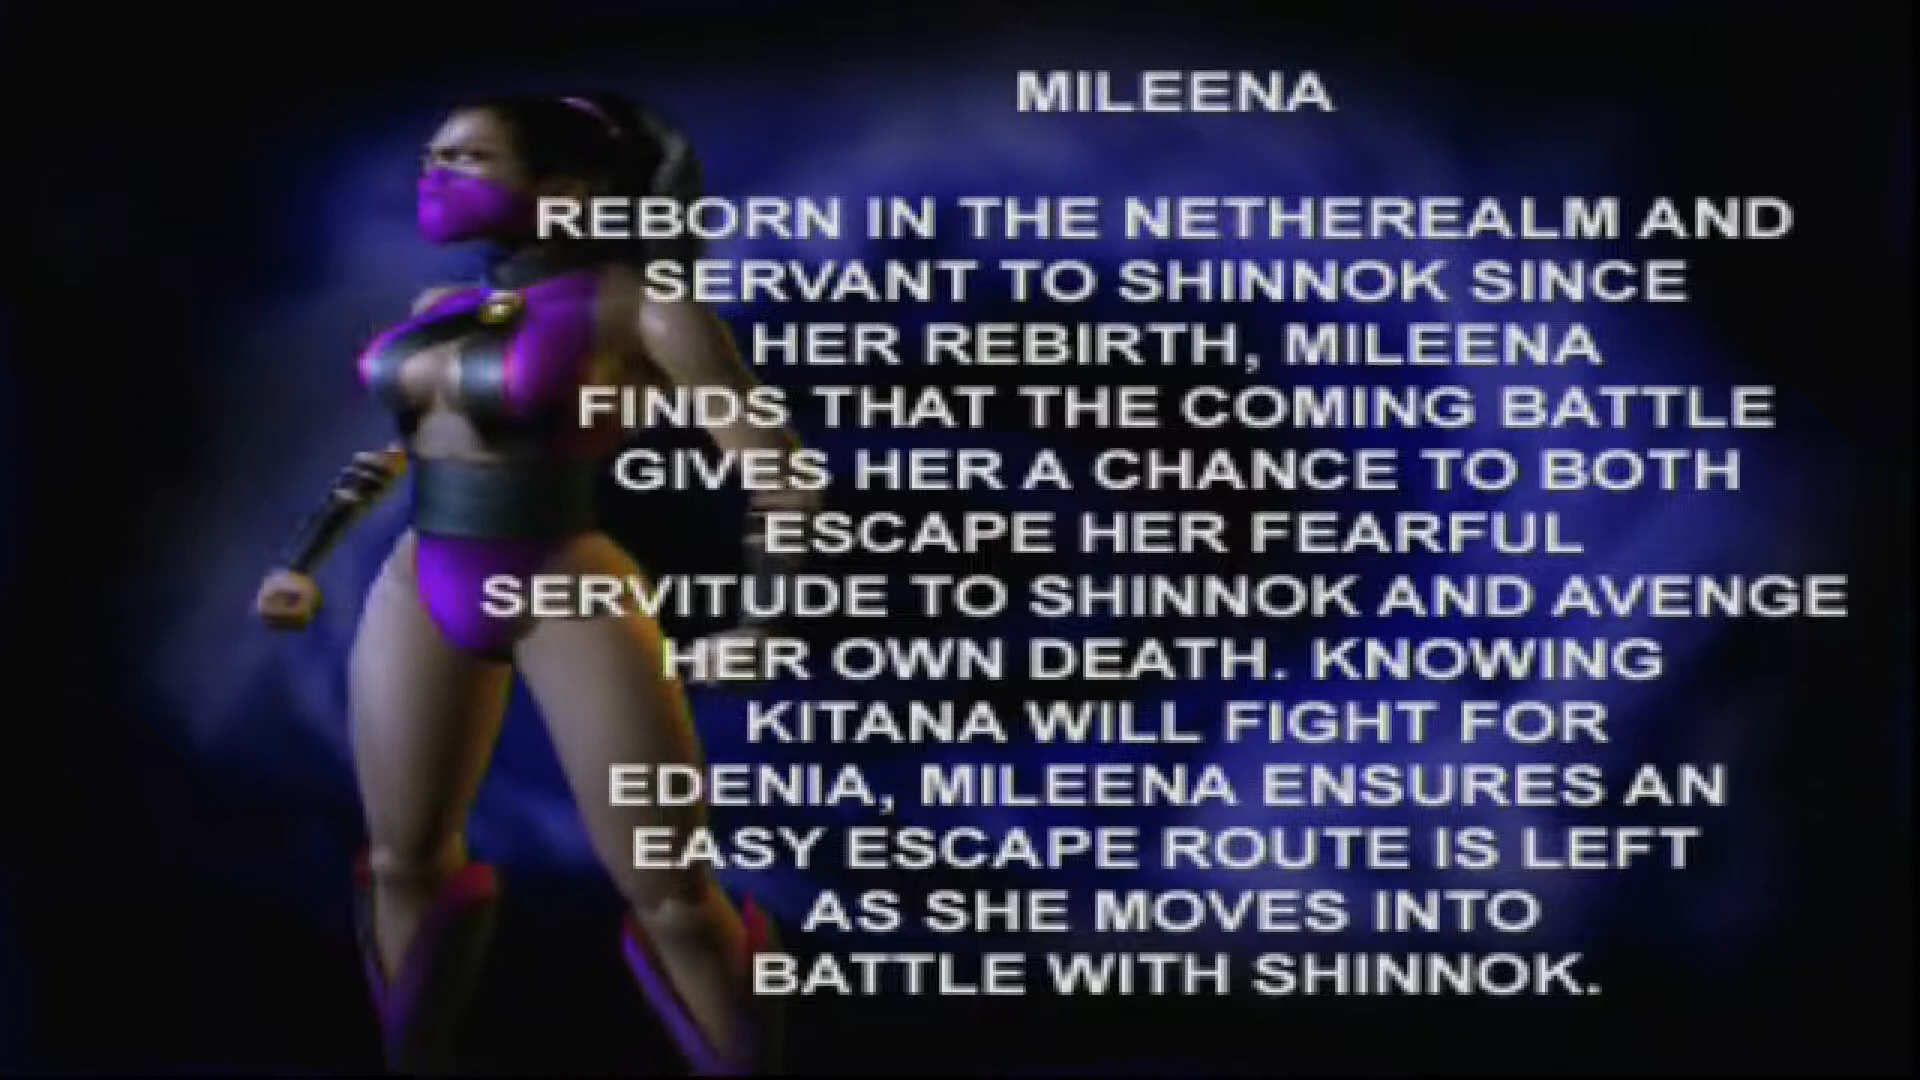 MILEENA
REBORN IN THE NETHEREALM AND
SERVANT TO SHINNOK SINCE
HER REBIRTH, MILEENA
FINDS THAT THE COMING BATTLE
GIVES HER A CHANCE TO BOTH
ESCAPE HER FEARFUL
SERVITUDE TO SHINNOK AND AVENGE
HER OWN DEATH. KNOWING
KITANA WILL FIGHT FOR
EDENIA, MILEENA ENSURES AN
EASY ESCAPE ROUTE IS LEFT
AS SHE MOVES INTO
BATTLE WITH SHINNOK.